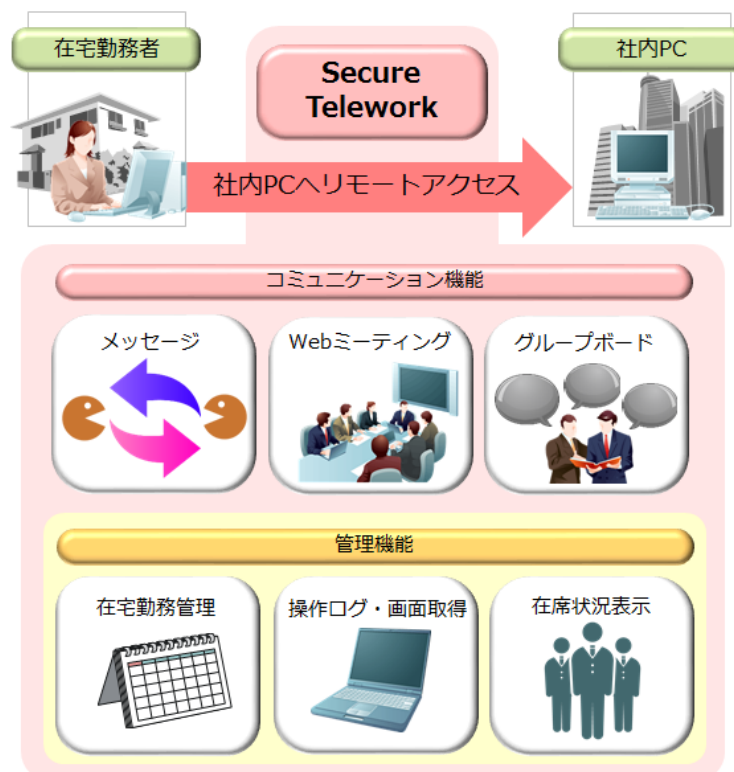 在宅勤務者
Secure
Telework
社内PC
社内PCへリモートアクセス
コミュニケーション機能
メッセージ
Webミーティング
グループボード
管理機能
在宅勤務管理
操作ログ・画面取得
在席状況表示